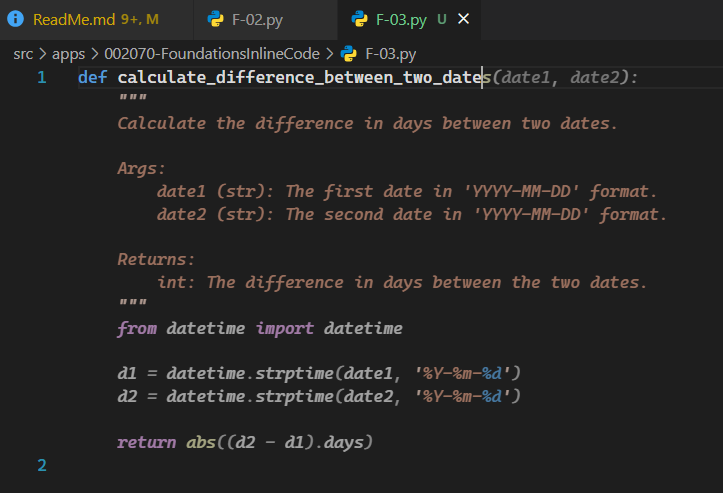 ReadMe.md 9+, M F-02.py F-03.py U
src > apps > 002070-FoundationsInlineCode > F-03.py
1 def calculate_difference_between_two_dates(date1, date2):
"""
Calculate the difference in days between two dates.
Args:
date1 (str): The first date in 'YYYY-MM-DD' format.
date2 (str): The second date in 'YYYY-MM-DD' format.
Returns:
int: The difference in days between the two dates.
"""
from datetime import datetime
d1 = datetime.strptime(date1, '%Y-%m-%d')
d2 = datetime.strptime(date2, '%Y-%m-%d')
return abs((d2 - d1).days)
2